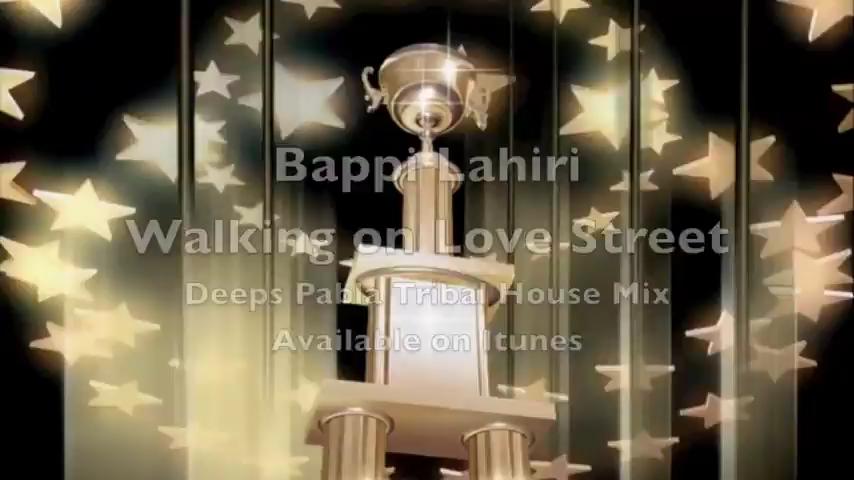 Bappi Lahiri
Walking on Love Street
Deeps Pabla Tribal House Mix
Available on Itunes